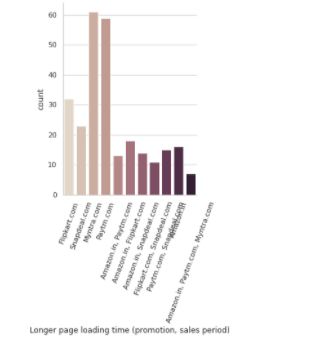 60
50
40
30
20
10
0
count
Flipkart.com
Snapdeal.com
Myntra.com
Paytm.com
Amazon.in, Paytm.com
Amazon.in, Flipkart.com
Amazon.in, Snapdeal.com
Flipkart.com, Snapdeal.com
Paytm.com, Snapdeal.com
Amazon.in
Amazon.in, Paytm.com, Myntra.com
Longer page loading time (promotion, sales period)